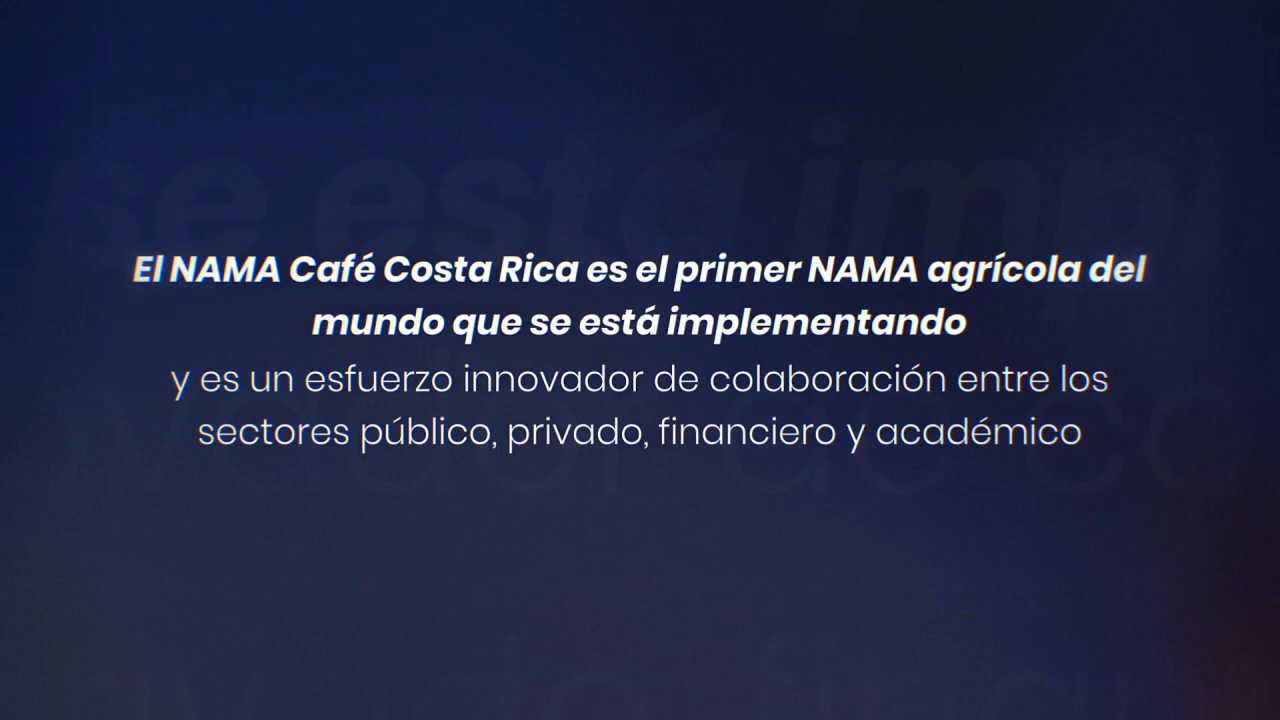 El NAMA Café Costa Rica es el primer NAMA agrícola del
mundo que se está implementando
y es un esfuerzo innovador de colaboración entre los
sectores público, privado, financiero y académico